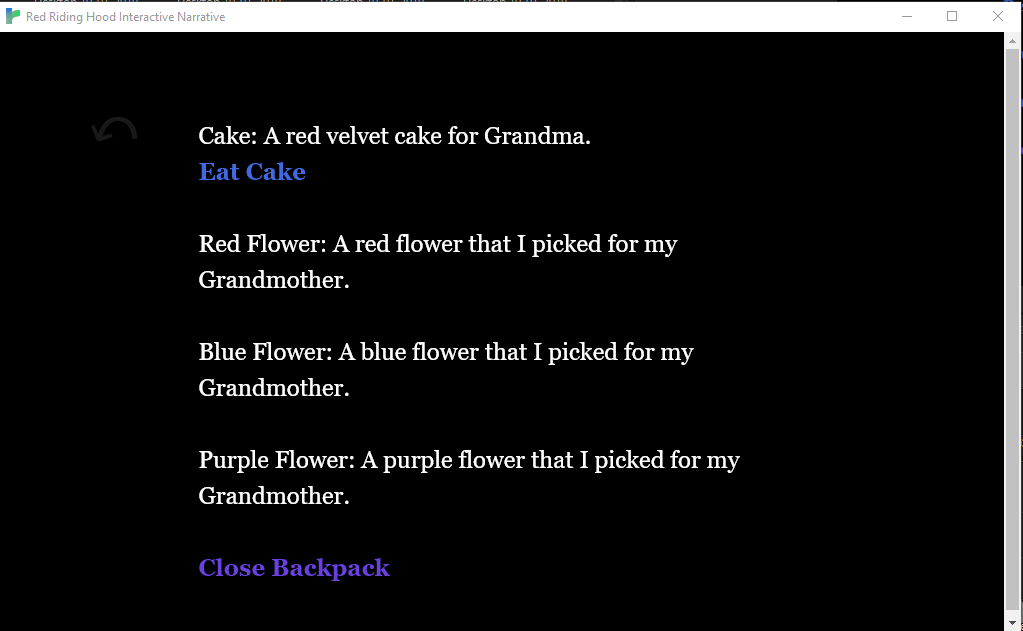 Red Riding Hood Interactive Narrative
Cake: A red velvet cake for Grandma.
Eat Cake
Red Flower: A red flower that I picked for my
Grandmother.
Blue Flower: A blue flower that I picked for my
Grandmother.
Purple Flower: A purple flower that I picked for my
Grandmother.
Close Backpack